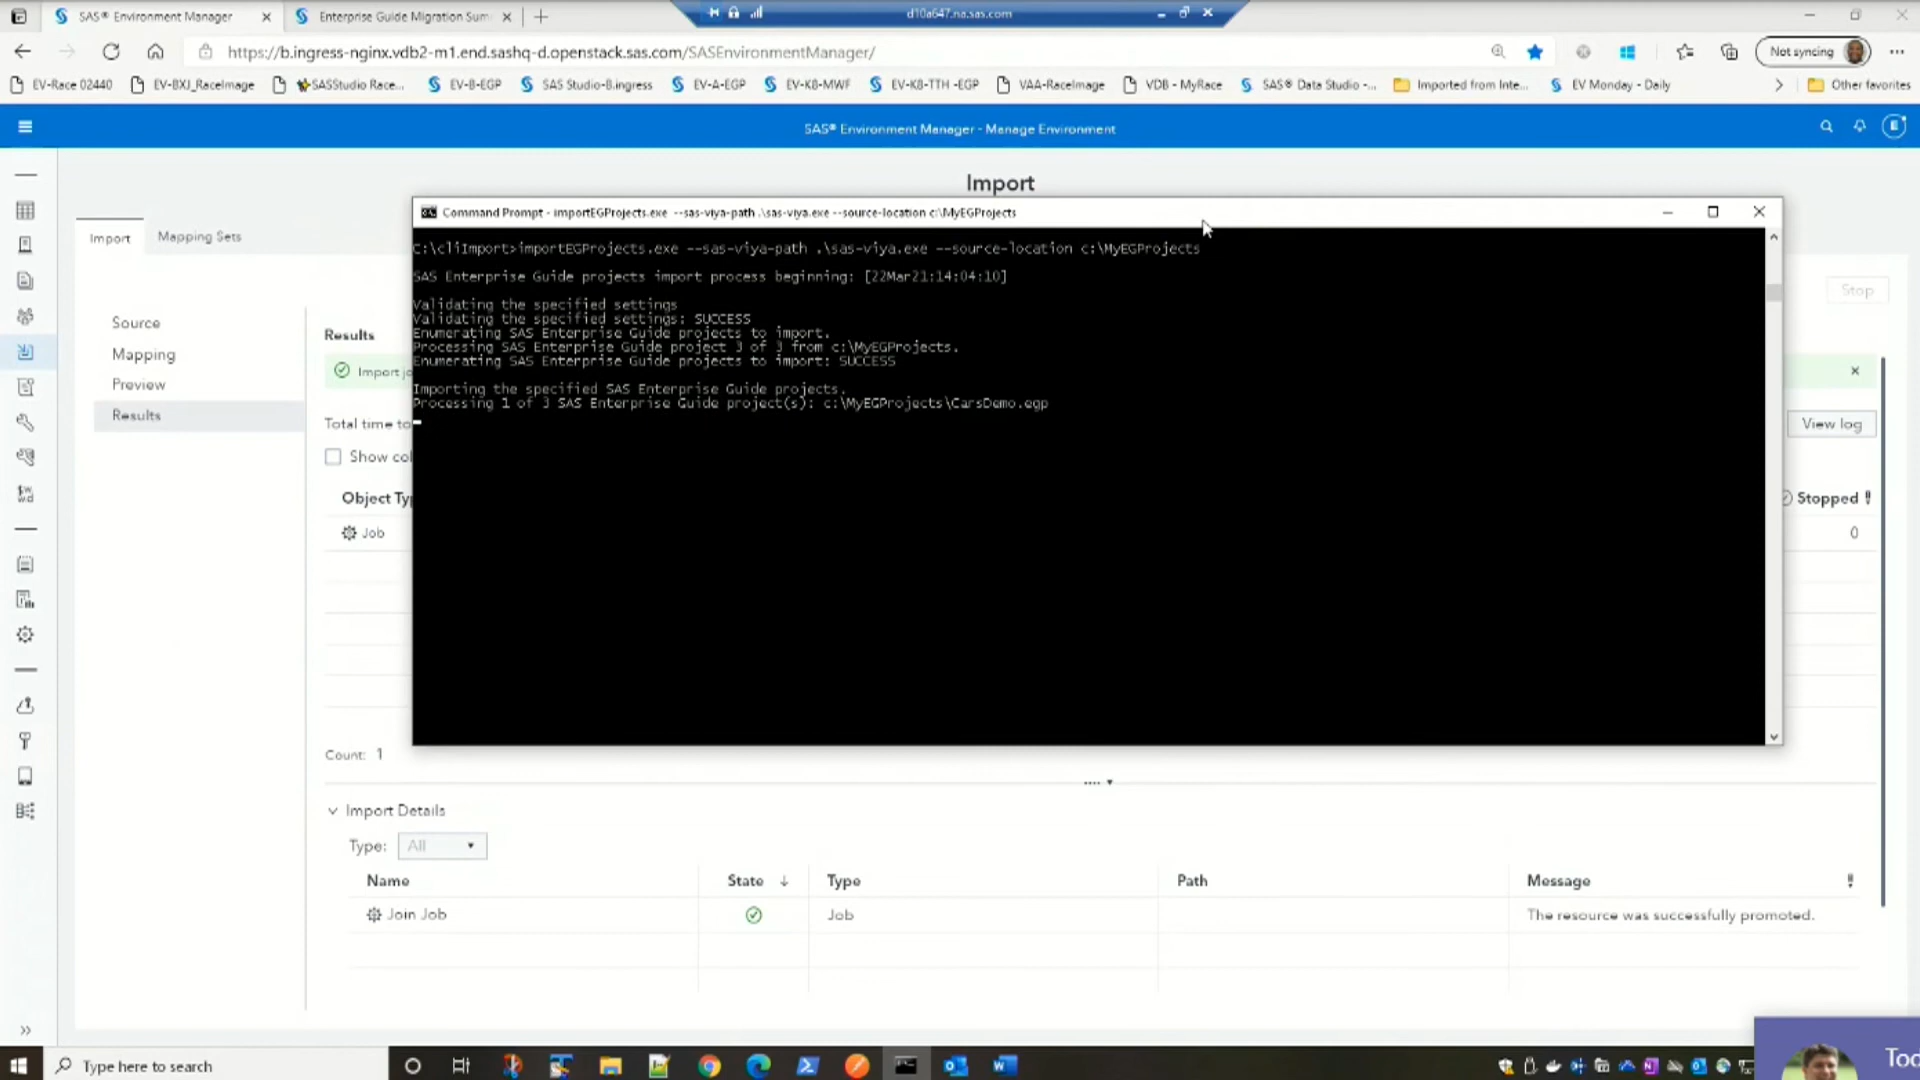 SAS® Environment Manager
Enterprise Guide Migration Sum
d10a647.na.sas.com
https://b.ingress-nginx.vdb2-m1.end.sashq-d.openstack.sas.com/SASEnvironmentManager/
Not syncing
EV-Race 02440
EV-BXJ_RaceImage
SASStudio Race...
EV-B-EGP
SAS Studio-B.ingress
EV-A-EGP
EV-K8-MWF
EV-K8-TTH -EGP
VAA-RaceImage
VDB - MyRace
SAS® Data Studio -...
Imported from Inte...
EV Monday - Daily
Other favorites
SAS® Environment Manager - Manage Environment
E
Import
Import
Mapping Sets
Stop
Source
Mapping
Preview
Results
Results
Import jo
Total time to
View log
Show col
Object Typ
Stopped
Job
0
Command Prompt - importEGProjects.exe --sas-viya-path .\sas-viya.exe --source-location c:\MyEGProjects
C:\cliImport>importEGProjects.exe --sas-viya-path .\sas-viya.exe --source-location c:\MyEGProjects
SAS Enterprise Guide projects import process beginning: [22Mar21:14:04:10]
Validating the specified settings
Validating the specified settings: SUCCESS
Enumerating SAS Enterprise Guide projects to import.
Processing SAS Enterprise Guide project 3 of 3 from c:\MyEGProjects.
Enumerating SAS Enterprise Guide projects to import: SUCCESS
Importing the specified SAS Enterprise Guide projects.
Processing 1 of 3 SAS Enterprise Guide project(s): c:\MyEGProjects\CarsDemo.egp
Count: 1
Import Details
Type: All
Name
State
Type
Path
Message
Join Job
Job
The resource was successfully promoted.
Type here to search
Too